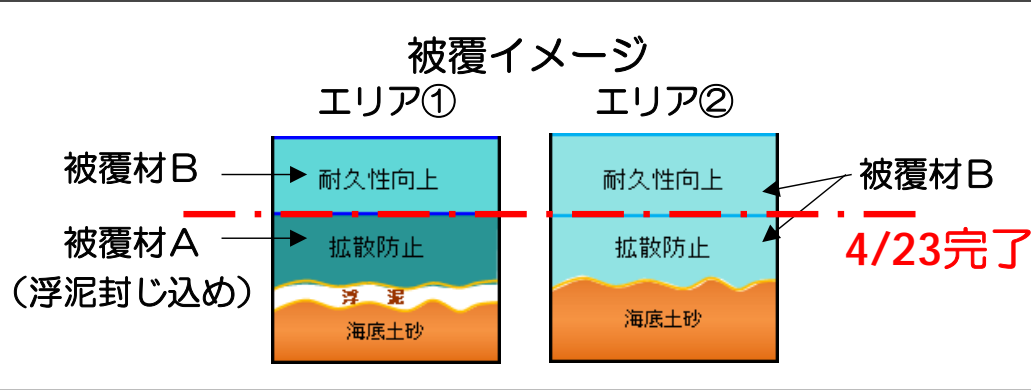 被覆イメージ
エリア① エリア②
被覆材B 耐久性向上 耐久性向上 被覆材B
被覆材A 拡散防止 拡散防止 4/23完了
（浮泥封じ込め） 浮 泥
海底土砂 海底土砂